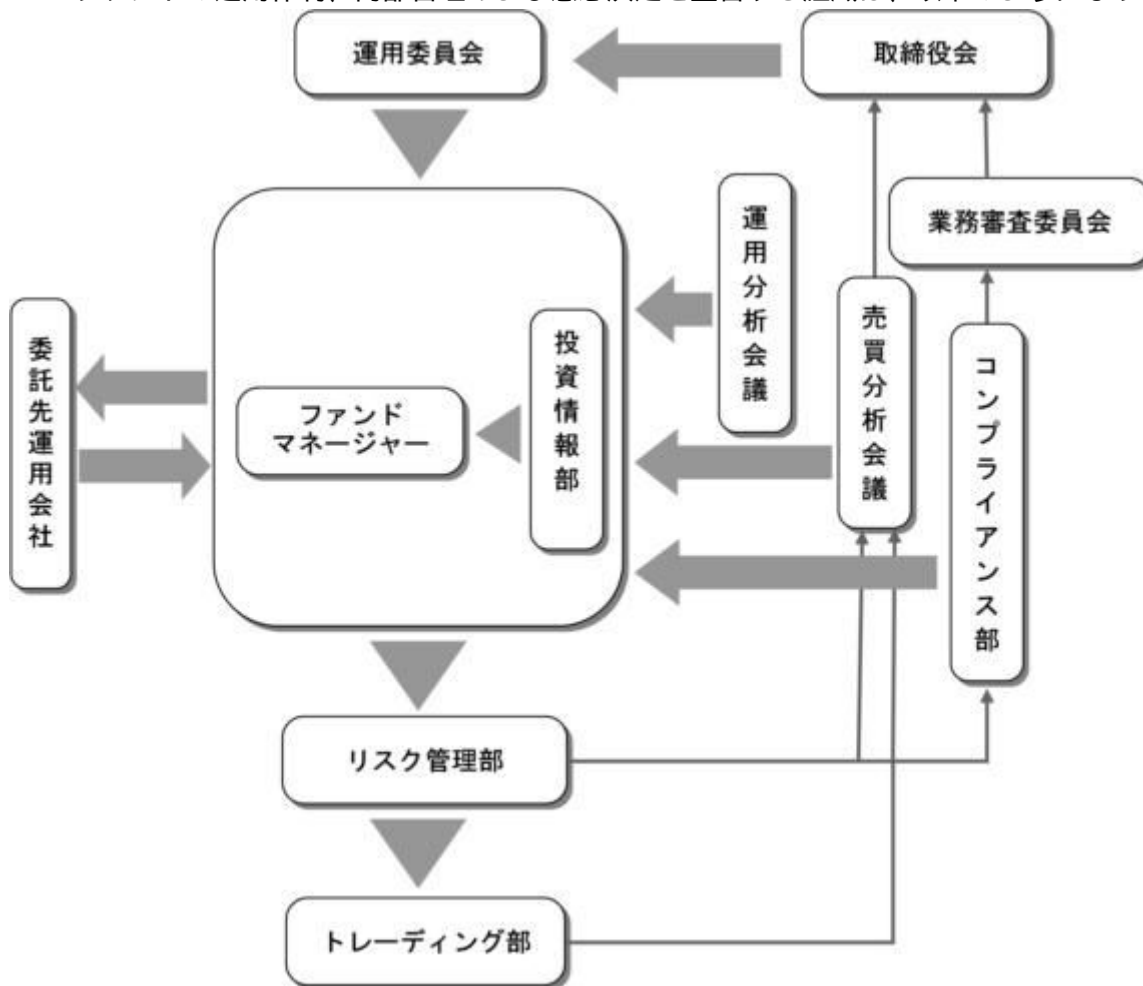 運用委員会
取締役会
業務審査委員会
運用分析会議
売買分析会議
コンプライアンス部
委託先運用会社
投資情報部
ファンド
マネージャー
リスク管理部
トレーディング部